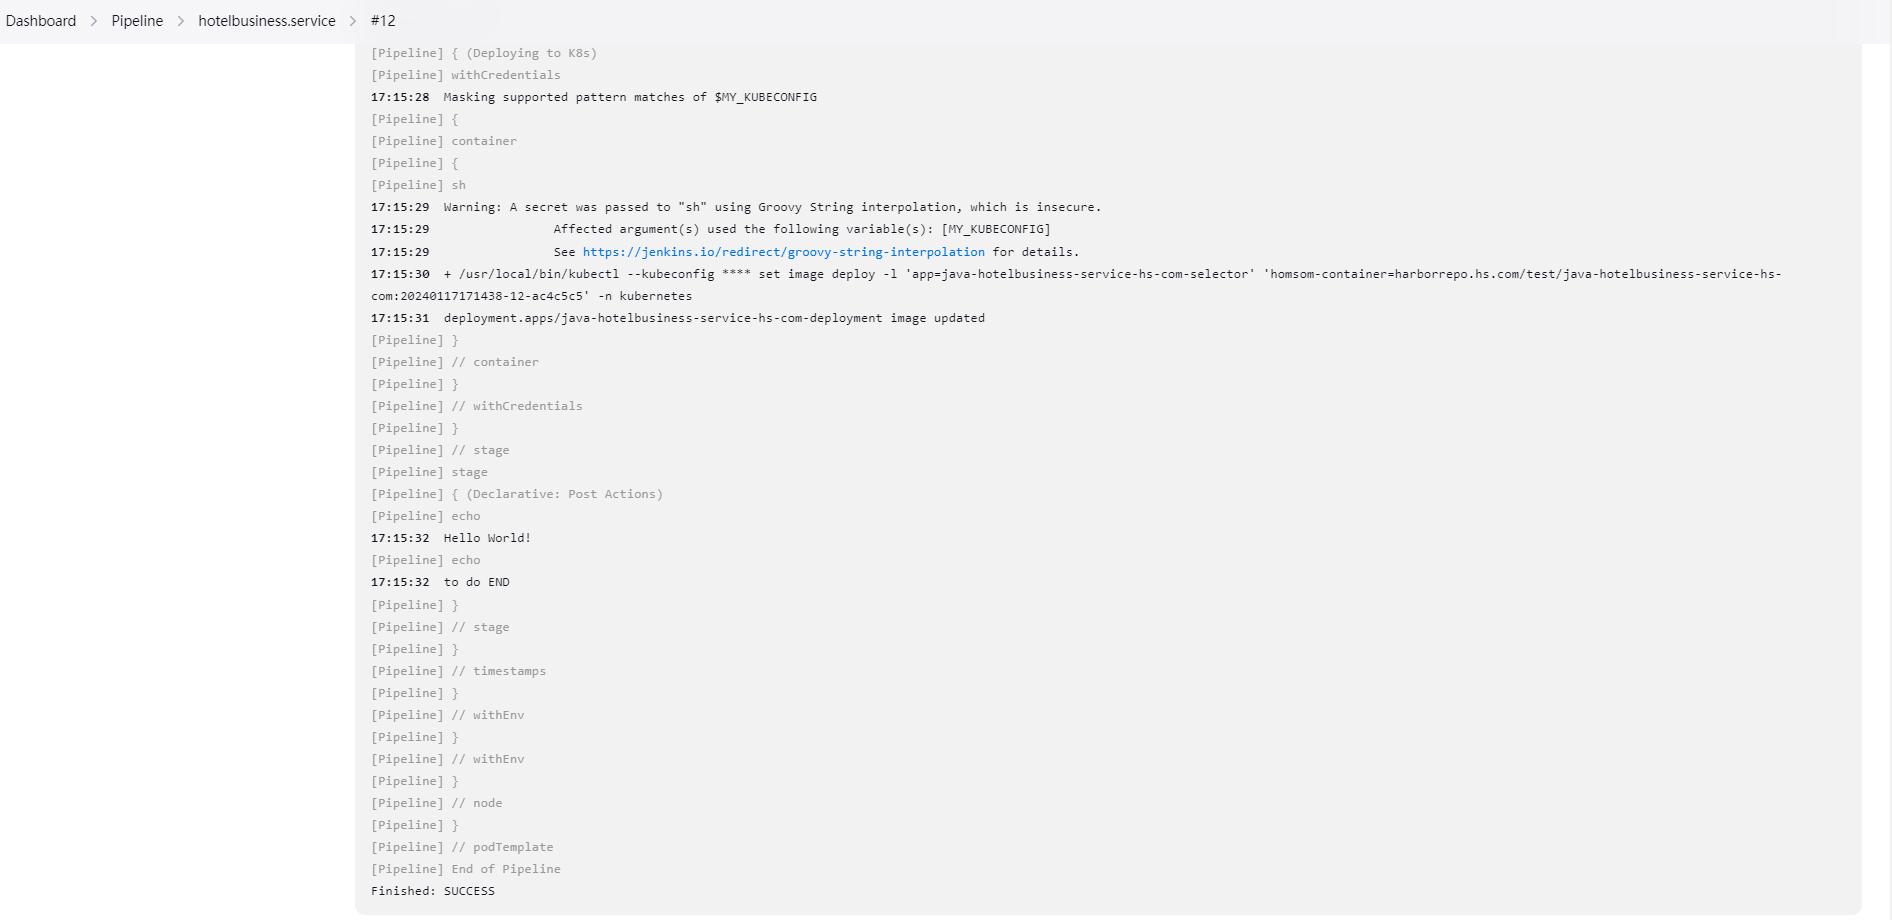 Dashboard > Pipeline > hotelbusiness.service > #12
[Pipeline] { (Deploying to K8s)
[Pipeline] withCredentials
17:15:28  Masking supported pattern matches of $MY_KUBECONFIG
[Pipeline] {
[Pipeline] container
[Pipeline] {
[Pipeline] sh
17:15:29  Warning: A secret was passed to "sh" using Groovy String interpolation, which is insecure.
17:15:29                 Affected argument(s) used the following variable(s): [MY_KUBECONFIG]
17:15:29                 See https://jenkins.io/redirect/groovy-string-interpolation for details.
17:15:30  + /usr/local/bin/kubectl --kubeconfig **** set image deploy -l 'app=java-hotelbusiness-service-hs-com-selector' 'homsom-container=harborrepo.hs.com/test/java-hotelbusiness-service-hs-
com:20240117171438-12-ac4c5c5' -n kubernetes
17:15:31  deployment.apps/java-hotelbusiness-service-hs-com-deployment image updated
[Pipeline] }
[Pipeline] // container
[Pipeline] }
[Pipeline] // withCredentials
[Pipeline] }
[Pipeline] // stage
[Pipeline] stage
[Pipeline] { (Declarative: Post Actions)
[Pipeline] echo
17:15:32  Hello World!
[Pipeline] echo
17:15:32  to do END
[Pipeline] }
[Pipeline] // stage
[Pipeline] }
[Pipeline] // timestamps
[Pipeline] }
[Pipeline] // withEnv
[Pipeline] }
[Pipeline] // withEnv
[Pipeline] }
[Pipeline] // node
[Pipeline] }
[Pipeline] // podTemplate
[Pipeline] End of Pipeline
Finished: SUCCESS